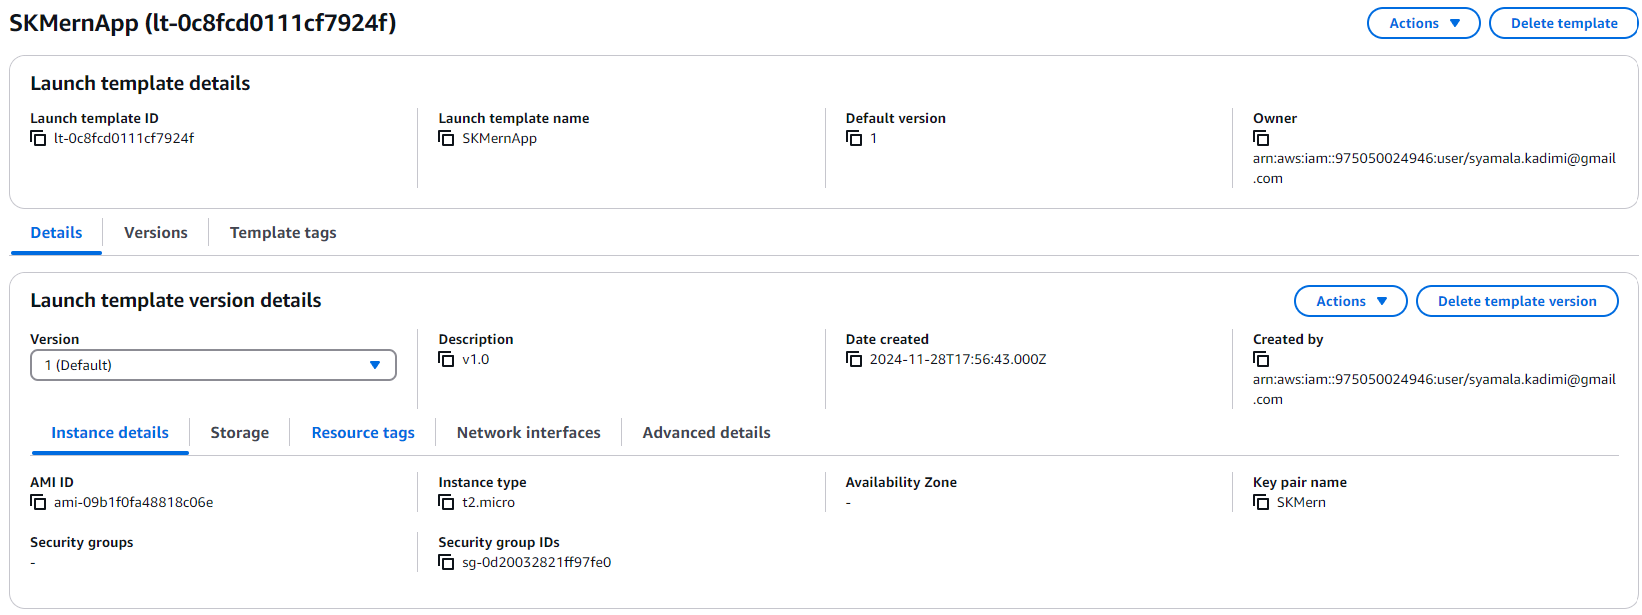 SKMernApp (lt-0c8fcd0111cf7924f)
Actions
Delete template
Launch template details
Launch template ID
lt-0c8fcd0111cf7924f
Launch template name
SKMernApp
Default version
1
Owner
arn:aws:iam::975050024946:user/syamala.kadimi@gmail
.com
Details
Versions
Template tags
Launch template version details
Actions
Delete template version
Version
1 (Default)
Description
v1.0
Date created
2024-11-28T17:56:43.000Z
Created by
arn:aws:iam::975050024946:user/syamala.kadimi@gmail
.com
Instance details
Storage
Resource tags
Network interfaces
Advanced details
AMI ID
ami-09b1f0fa48818c06e
Instance type
t2.micro
Availability Zone
-
Key pair name
SKMern
Security groups
-
Security group IDs
sg-0d20032821ff97fe0